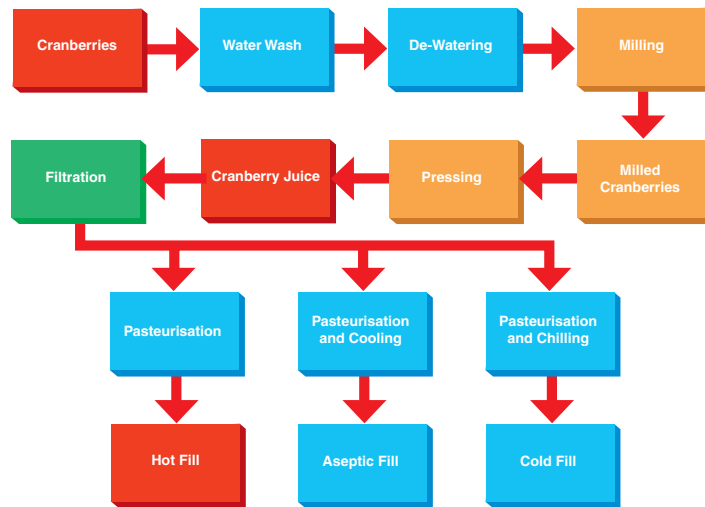 Cranberries
Water Wash
De-Watering
Milling
Filtration
Cranberry Juice
Pressing
Milled
Cranberries
Pasteurisation
Pasteurisation
and Cooling
Pasteurisation
and Chilling
Hot Fill
Aseptic Fill
Cold Fill